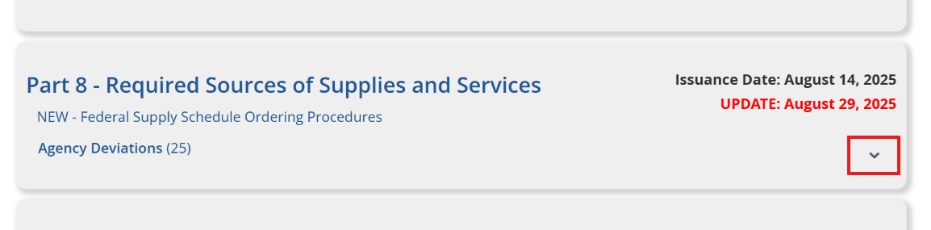 Part 8 - Required Sources of Supplies and Services
Issuance Date: August 14, 2025
UPDATE: August 29, 2025
NEW - Federal Supply Schedule Ordering Procedures
Agency Deviations (25)